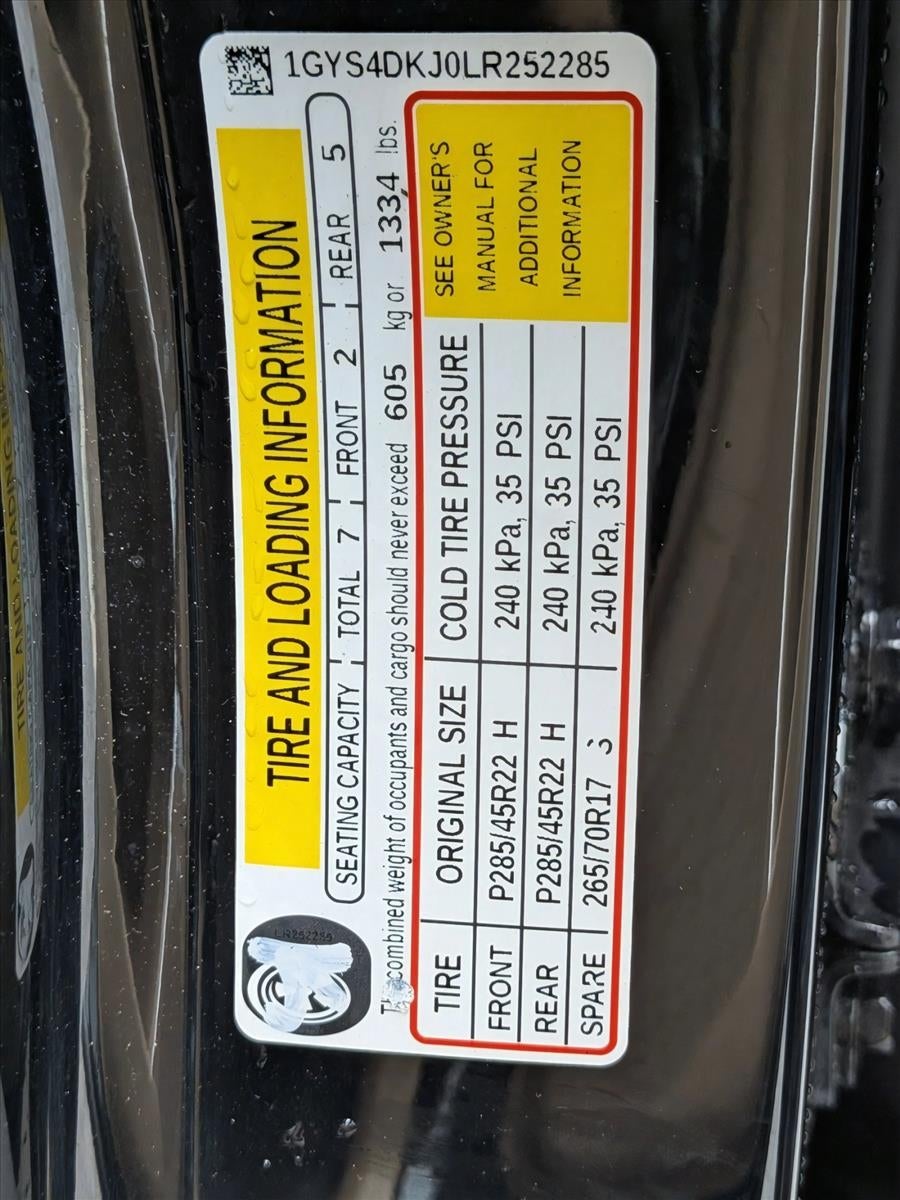 1GYS4DKJ0LR252285
TIRE AND LOADING INFORMATION
SEATING CAPACITY TOTAL 7 FRONT 2 REAR 5
combined weight of occupants and cargo should never exceed 605 kg or 1334 lbs.
TIRE ORIGINAL SIZE COLD TIRE PRESSURE
FRONT P285/45R22 H 240 kPa, 35 PSI
REAR P285/45R22 H 240 kPa, 35 PSI
SPARE 265/70R17 240 kPa, 35 PSI
SEE OWNER'S
MANUAL FOR
ADDITIONAL
INFORMATION